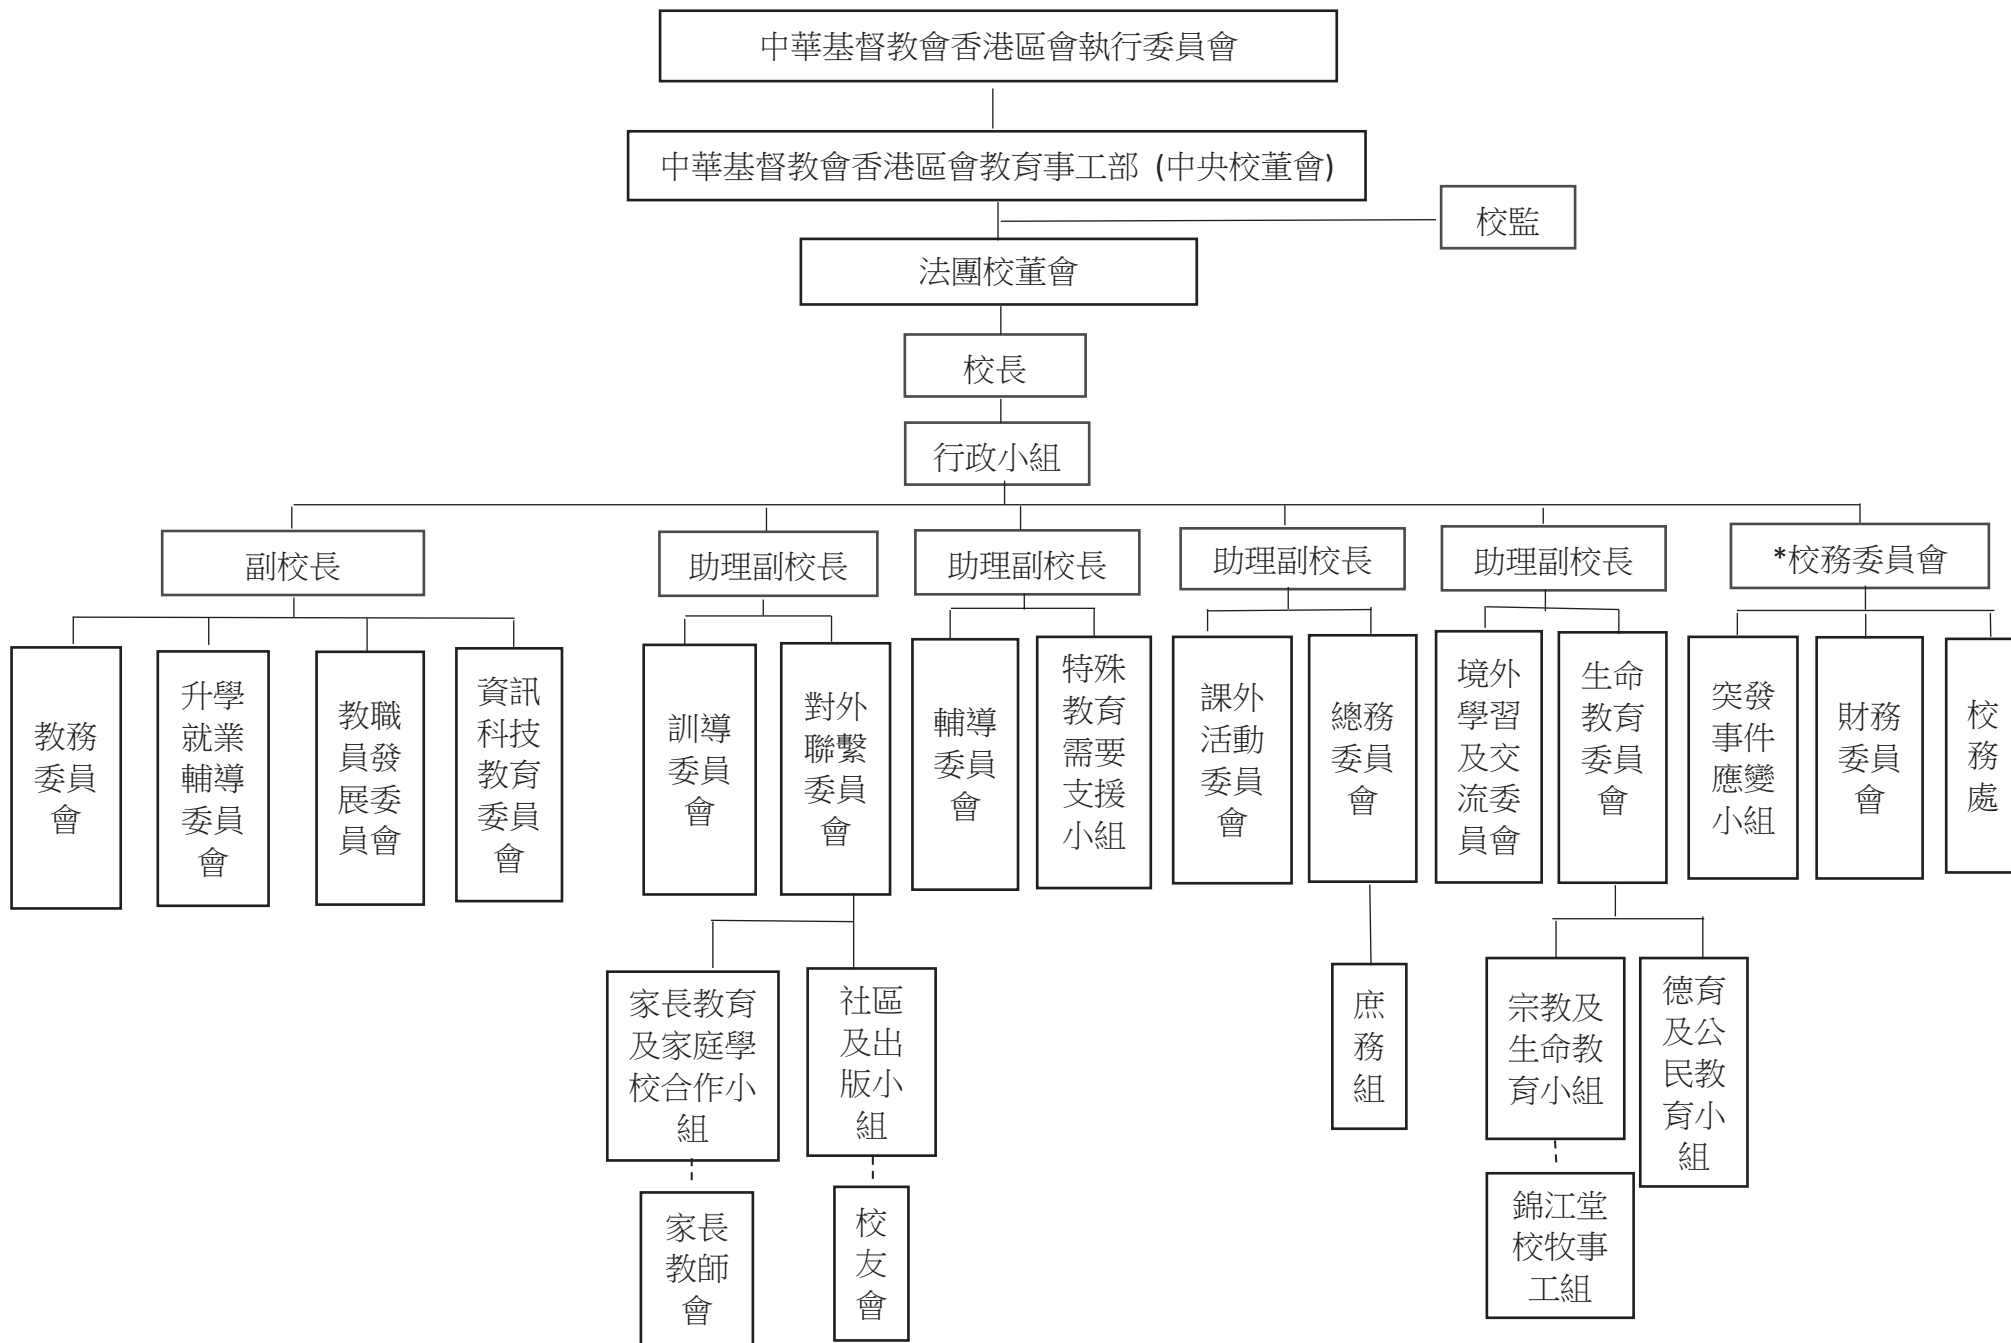 中華基督教會香港區會執行委員會
中華基督教會香港區會教育事工部 (中央校董會)
校監
法團校董會
校長
行政小組
副校長
助理副校長
助理副校長
助理副校長
助理副校長
*校務委員會
教務
委員
會
升學
就業
輔導
委員
會
教職
員發
展委
員會
資訊
科技
教育
委員
會
訓導
委員
會
對外
聯繫
委員
會
輔導
委員
會
特殊
教育
需要
支援
小組
課外
活動
委員
會
總務
委員
會
境外
學習
及交
流委
員會
生命
教育
委員
會
突發
事件
應變
小組
財務
委員
會
校
務
處
家長教育
及家庭學
校合作小
組
社區
及出
版小
組
庶
務
組
宗教及
生命教
育小組
德育
及公
民教
育小
組
家長
教師
會
校
友
會
錦江堂
校牧事
工組